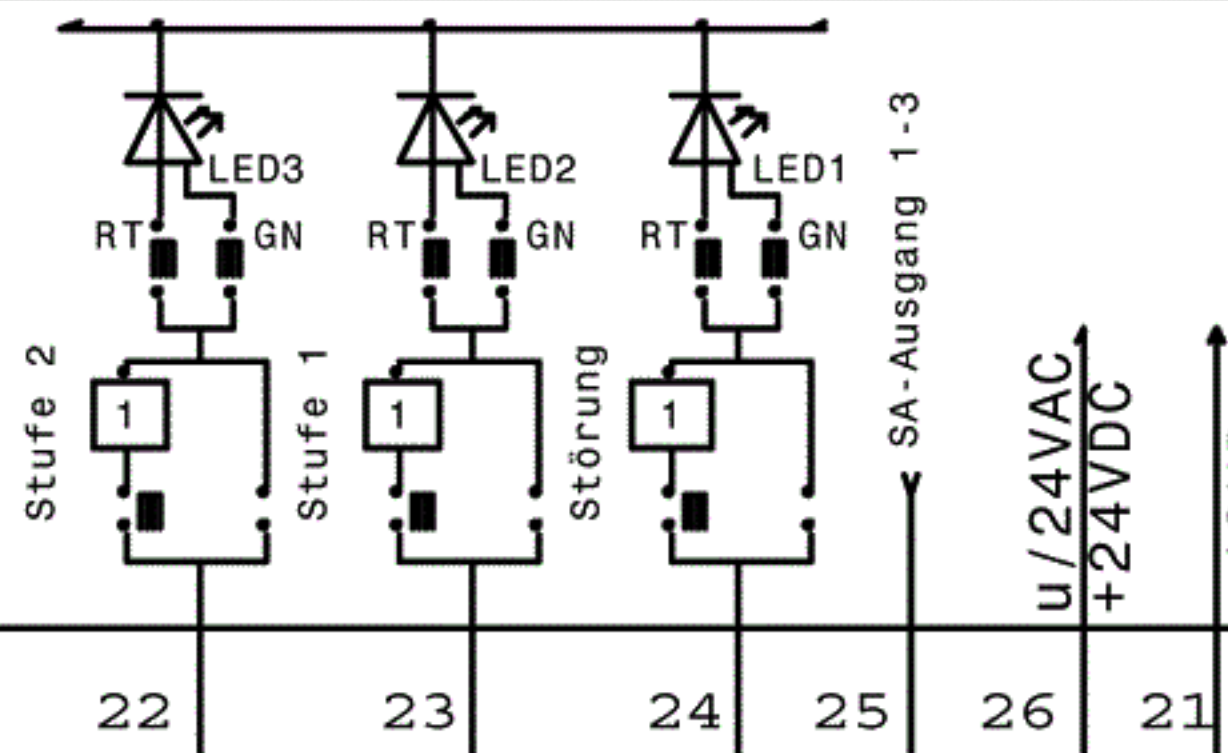 LED3
LED2
LED1
RT
GN
RT
GN
RT
GN
SA-Ausgang 1-3
Stufe 2
1
Stufe 1
1
Störung
1
u/24VAC
+24VDC
22
23
24
25
26
21